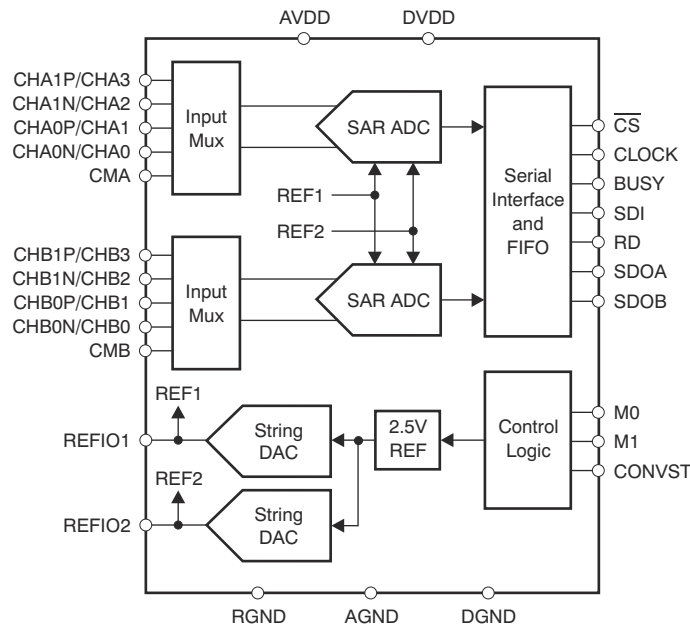 AVDD
DVDD
CHA1P/CHA3
CHA1N/CHA2
CHA0P/CHA1
CHA0N/CHA0
CMA
Input
Mux
SAR ADC
REF1
REF2
Serial
Interface
and
FIFO
CS
CLOCK
BUSY
SDI
RD
SDOA
SDOB
CHB1P/CHB3
CHB1N/CHB2
CHB0P/CHB1
CHB0N/CHB0
CMB
Input
Mux
SAR ADC
REF1
REFIO1
String
DAC
2.5V
REF
Control
Logic
M0
M1
CONVST
REF2
REFIO2
String
DAC
RGND
AGND
DGND